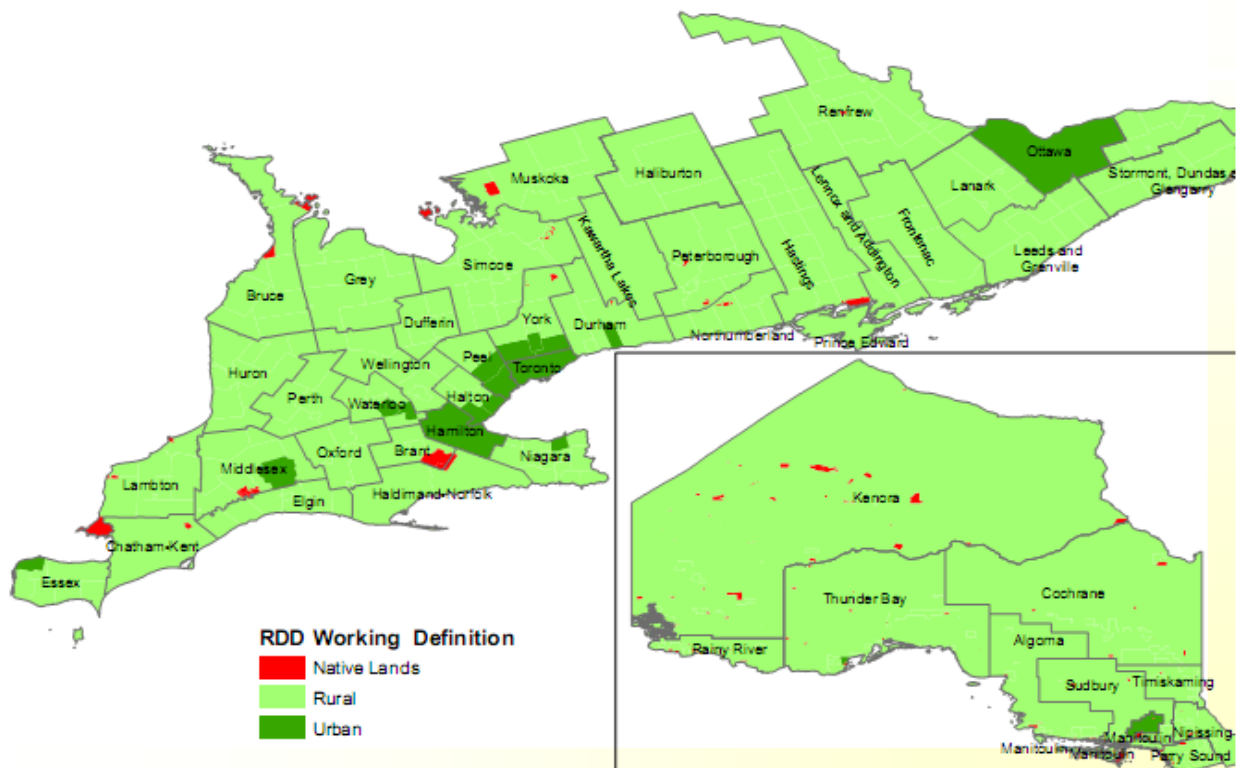 Renfrew
Ottawa
Muskoka
Haliburton
Lanark
Stormont, Dundas a
Glengarry
Lennox and Addington
Frontenac
Kawartha Lakes
Peterborough
Hastings
Leeds and
Grenville
Simcoe
Grey
Bruce
Dufferin
York
Durham
Northumberland
Prince Edward
Peel
Toronto
Wellington
Huron
Perth
Waterloo
Halton
Hamilton
Oxford
Brant
Niagara
Middlesex
Lambton
Elgin
Haldimand-Norfolk
Chatham-Kent
Essex
Kenora
Thunder Bay
Cochrane
Rainy River
Algoma
Sudbury
Timiskaming
Manitoulin
Nipissing
Manitoulin
Manitoulin
Parry Sound
RDD Working Definition
Native Lands
Rural
Urban